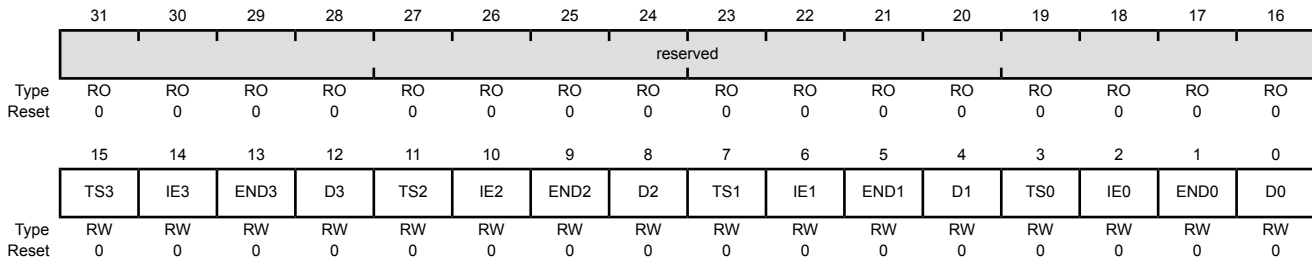 31 30 29 28 27 26 25 24 23 22 21 20 19 18 17 16
reserved
Type RO RO RO RO RO RO RO RO RO RO RO RO RO RO RO RO
Reset 0 0 0 0 0 0 0 0 0 0 0 0 0 0 0 0
15 14 13 12 11 10 9 8 7 6 5 4 3 2 1 0
TS3 IE3 END3 D3 TS2 IE2 END2 D2 TS1 IE1 END1 D1 TS0 IE0 END0 D0
Type RW RW RW RW RW RW RW RW RW RW RW RW RW RW RW RW
Reset 0 0 0 0 0 0 0 0 0 0 0 0 0 0 0 0